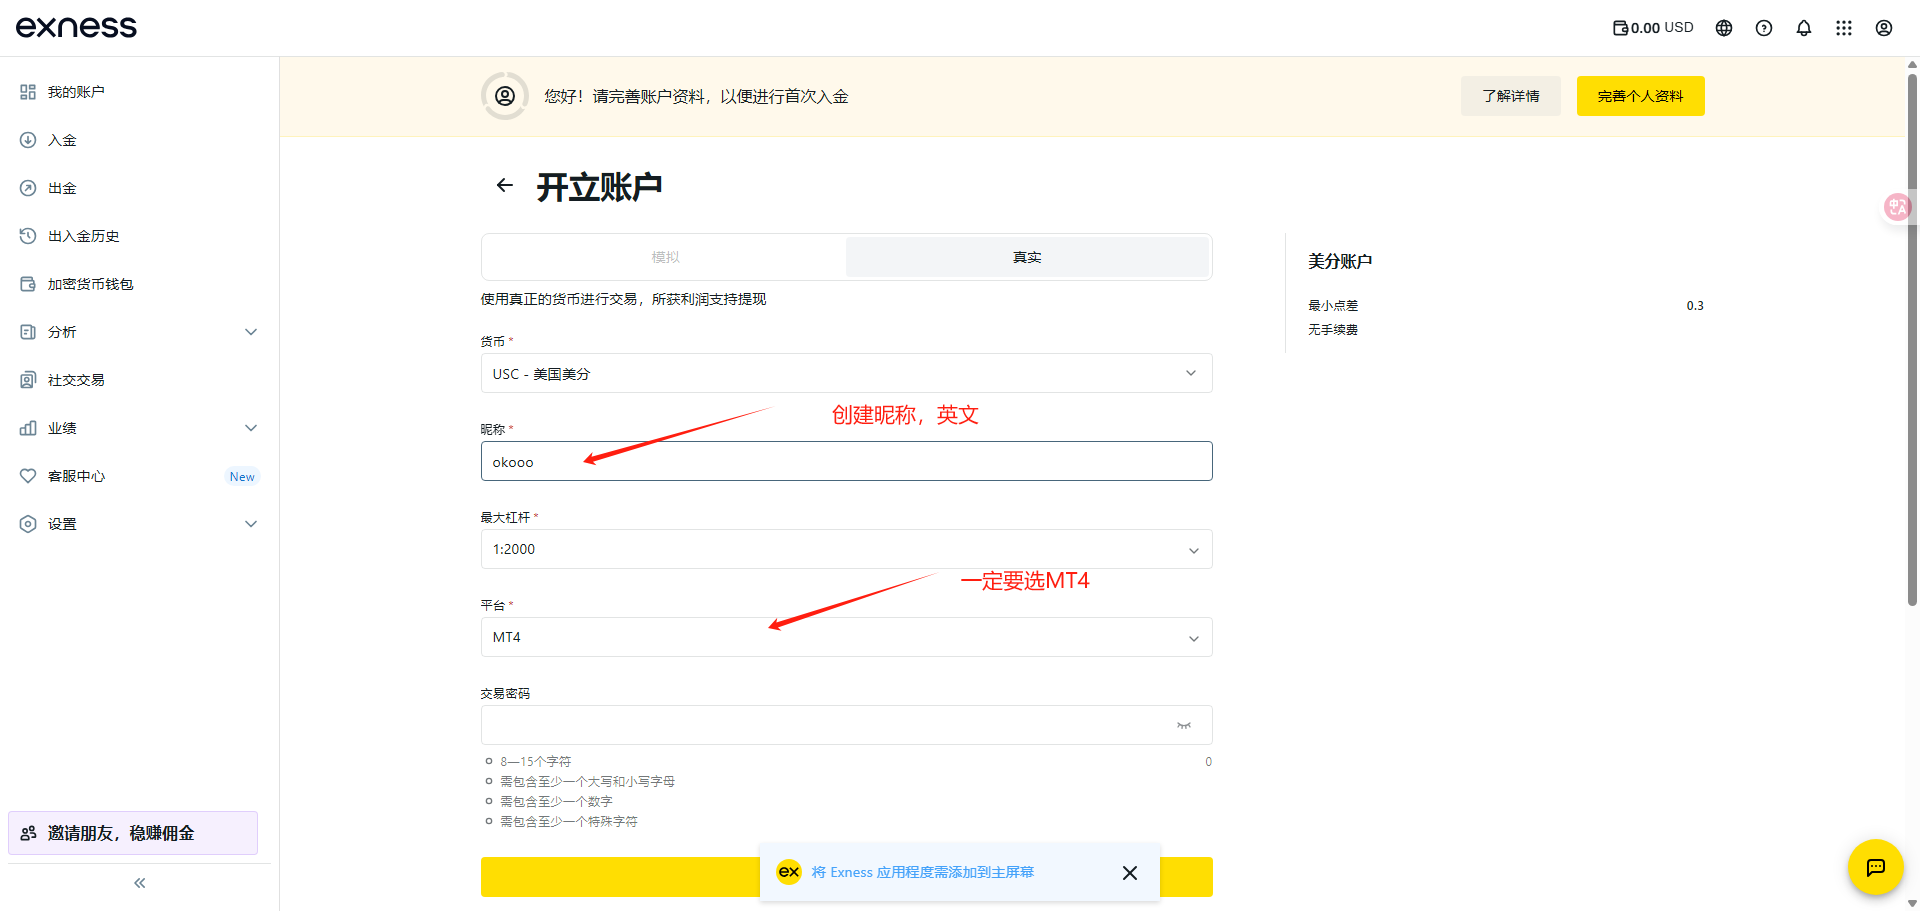 exness
0.00 USD
我的账户
入金
出金
出入金历史
加密货币钱包
分析
社交交易
业绩
客服中心 New
设置
邀请朋友，稳赚佣金
您好！请完善账户资料，以便进行首次入金
了解详情
完善个人资料
开立账户
模拟
真实
使用真正的货币进行交易，所获利润支持提现
货币 *
USC - 美国美分
创建昵称，英文
昵称 *
okooo
最大杠杆 *
1:2000
一定要选MT4
平台 *
MT4
交易密码
8—15个字符 0
需包含至少一个大写和小写字母
需包含至少一个数字
需包含至少一个特殊字符
ex 将 Exness 应用程度需添加到主屏幕
美分账户
最小点差 0.3
无手续费
中A